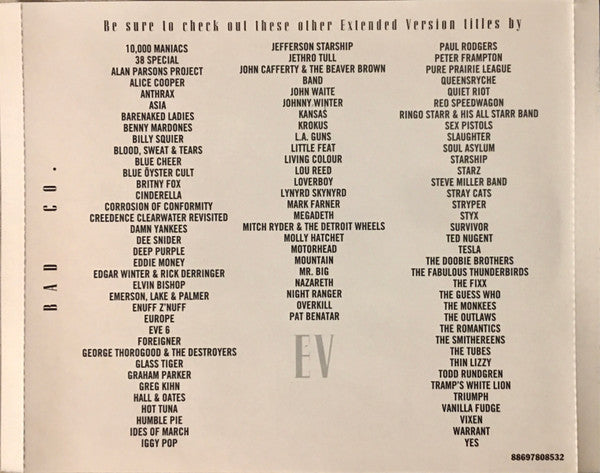 Be sure to check out these other Extended Version titles by
10,000 MANIACS
38 SPECIAL
ALAN PARSONS PROJECT
ALICE COOPER
ANTHRAX
ASIA
BARENAKED LADIES
BENNY MARDONES
BILLY SQUIER
BLOOD, SWEAT & TEARS
BLUE CHEER
BLUE ÖYSTER CULT
BRITNY FOX
CINDERELLA
CORROSION OF CONFORMITY
CREEDENCE CLEARWATER REVISITED
DAMN YANKEES
DEE SNIDER
DEEP PURPLE
EDDIE MONEY
EDGAR WINTER & RICK DERRINGER
ELVIN BISHOP
EMERSON, LAKE & PALMER
ENUFF Z'NUFF
EUROPE
EVE 6
FOREIGNER
GEORGE THOROGOOD & THE DESTROYERS
GLASS TIGER
GRAHAM PARKER
GREG KIHN
HALL & OATES
HOT TUNA
HUMBLE PIE
IDES OF MARCH
IGGY POP
JEFFERSON STARSHIP
JETHRO TULL
JOHN CAFFERTY & THE BEAVER BROWN
BAND
JOHN WAITE
JOHNNY WINTER
KANSAS
KROKUS
L.A. GUNS
LITTLE FEAT
LIVING COLOUR
LOU REED
LOVERBOY
LYNYRD SKYNYRD
MARK FARNER
MEGADETH
MITCH RYDER & THE DETROIT WHEELS
MOLLY HATCHET
MOTORHEAD
MOUNTAIN
MR. BIG
NAZARETH
NIGHT RANGER
OVERKILL
PAT BENATAR
EV
PAUL RODGERS
PETER FRAMPTON
PURE PRAIRIE LEAGUE
QUEENSRYCHE
QUIET RIOT
REO SPEEDWAGON
RINGO STARR & HIS ALL STARR BAND
SEX PISTOLS
SLAUGHTER
SOUL ASYLUM
STARSHIP
STARZ
STEVE MILLER BAND
STRAY CATS
STRYPER
STYX
SURVIVOR
TED NUGENT
TESLA
THE DOOBIE BROTHERS
THE FABULOUS THUNDERBIRDS
THE FIXX
THE GUESS WHO
THE MONKEES
THE OUTLAWS
THE ROMANTICS
THE SMITHEREENS
THE TUBES
THIN LIZZY
TODD RUNDGREN
TRAMP'S WHITE LION
TRIUMPH
VANILLA FUDGE
VIXEN
WARRANT
YES
88697808532
BAD CO.